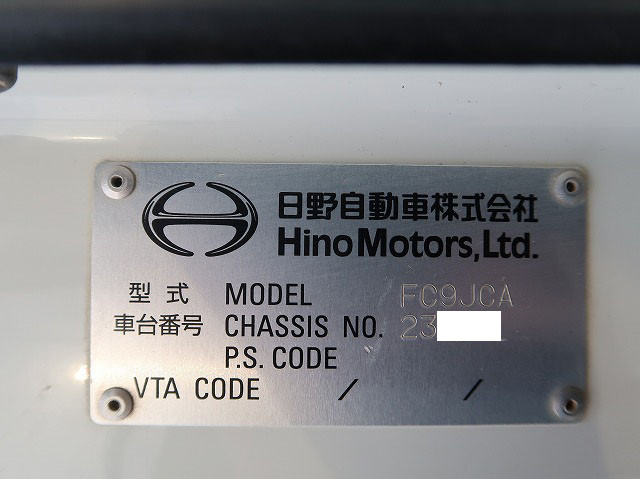 日野自動車株式会社
Hino Motors, Ltd.
型式 MODEL FC9JCA
車台番号 CHASSIS NO. 23
P.S. CODE
VTA CODE / /